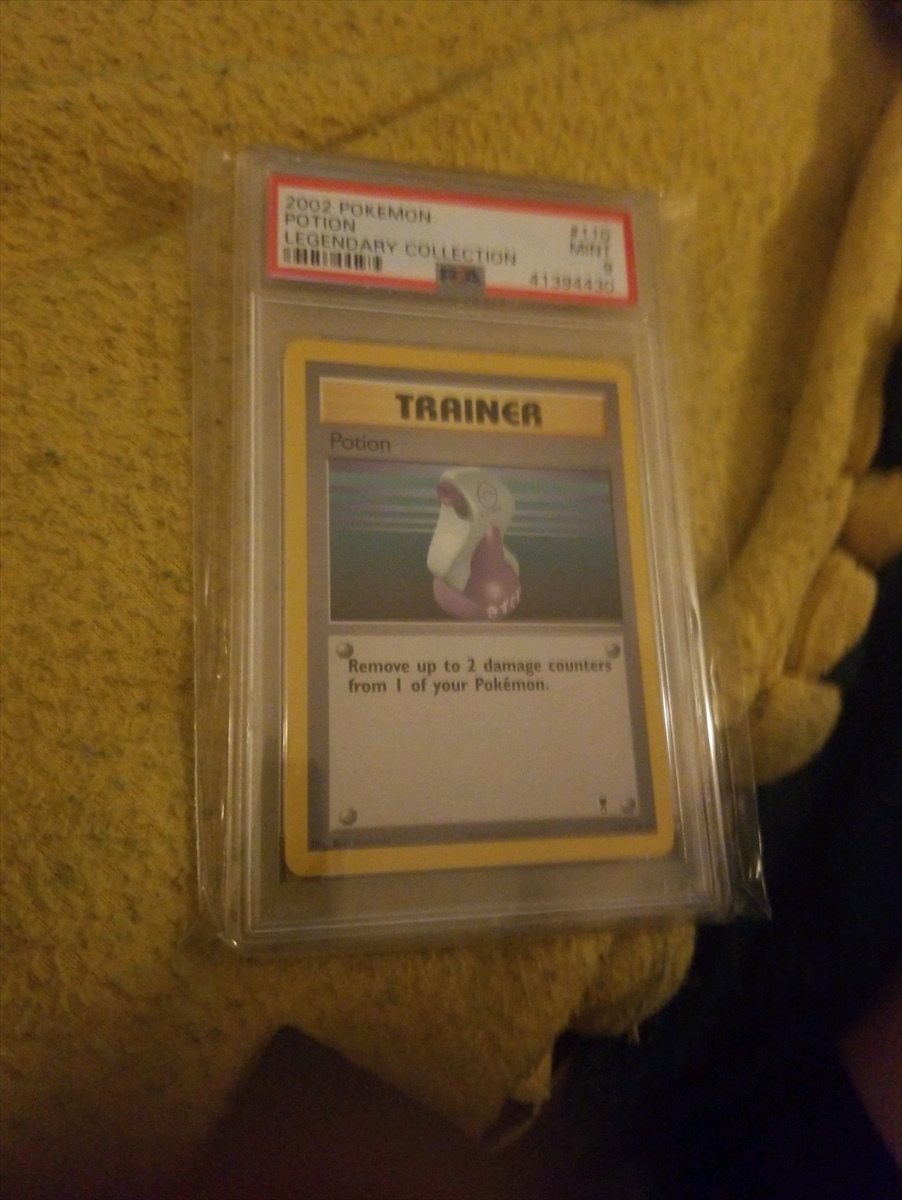 2002 POKEMON
POTION
LEGENDARY COLLECTION
#110
MINT
9
41394430
PSA
TRAINER
Potion
Remove up to 2 damage counters
from 1 of your Pokémon.